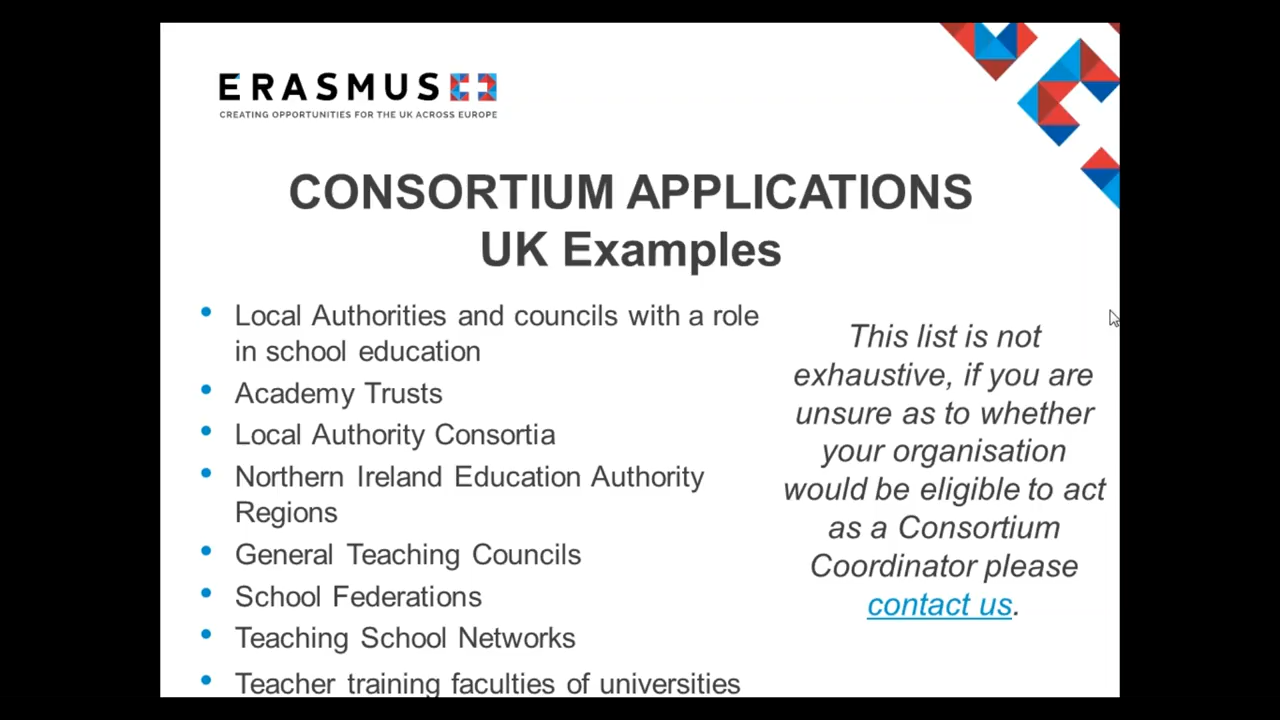 ERASMUS
CREATING OPPORTUNITIES FOR THE UK ACROSS EUROPE
CONSORTIUM APPLICATIONS
UK Examples
• Local Authorities and councils with a role
in school education
• Academy Trusts
• Local Authority Consortia
• Northern Ireland Education Authority
Regions
• General Teaching Councils
• School Federations
• Teaching School Networks
• Teacher training faculties of universities
This list is not
exhaustive, if you are
unsure as to whether
your organisation
would be eligible to act
as a Consortium
Coordinator please
contact us.